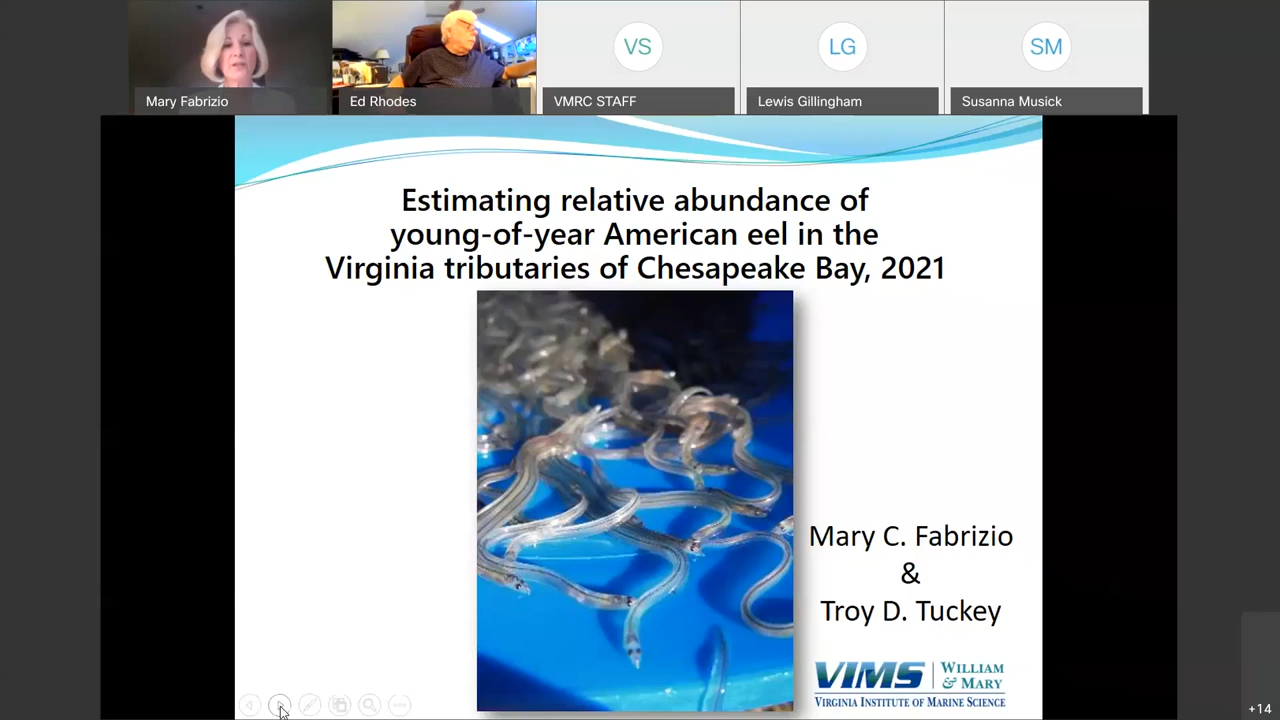 VS
LG
SM
Mary Fabrizio
Ed Rhodes
VMRC STAFF
Lewis Gillingham
Susanna Musick
Estimating relative abundance of
young-of-year American eel in the
Virginia tributaries of Chesapeake Bay, 2021
Mary C. Fabrizio
&
Troy D. Tuckey
VIMS
WILLIAM
& MARY
VIRGINIA INSTITUTE OF MARINE SCIENCE
+14